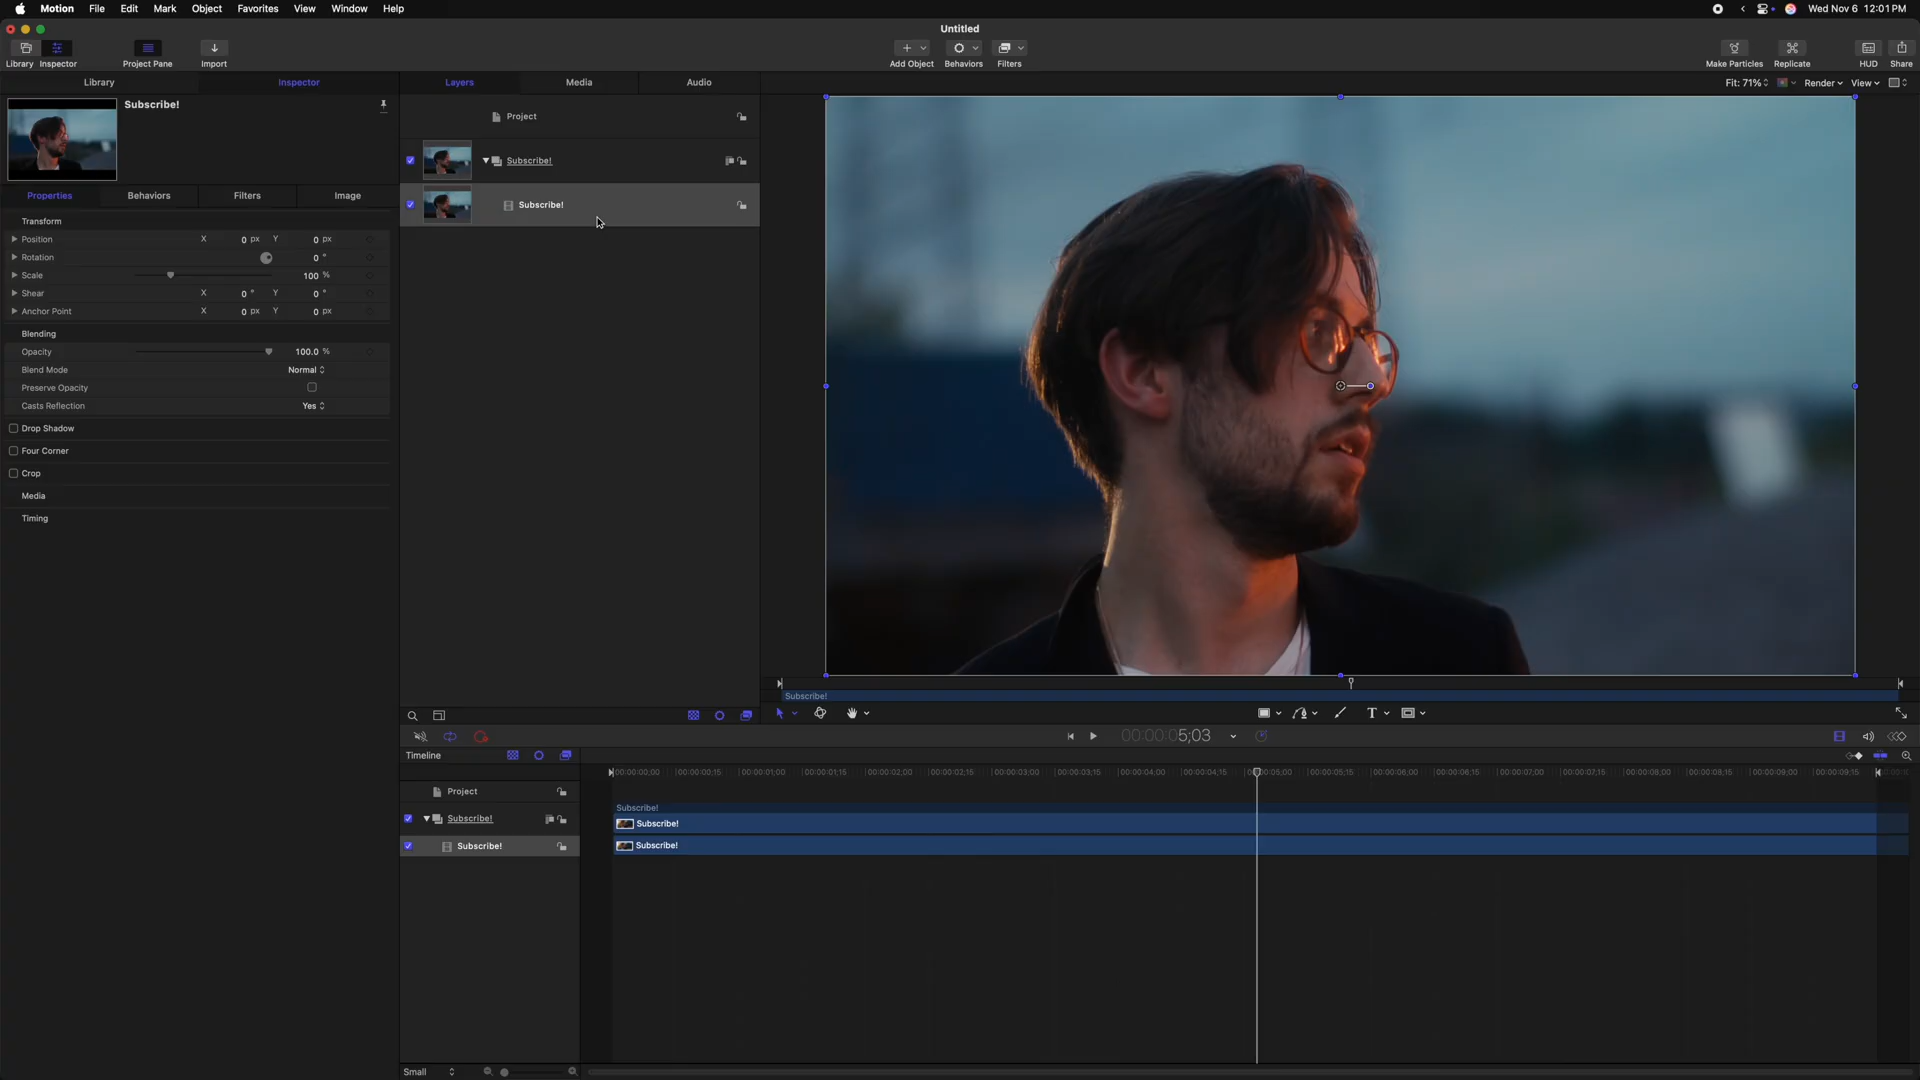 Motion File Edit Mark Object Favorites View Window Help Wed Nov 6 12:01 PM
Untitled
Library Inspector Project Pane Import Add Object Behaviors Filters Make Particles Replicate HUD Share
Library Inspector Layers Media Audio Fit: 71% Render View
Subscribe!
Project
Subscribe!
Subscribe!
Properties Behaviors Filters Image
Transform
Position X 0 px Y 0 px
Rotation 0 °
Scale 100 %
Shear X 0 ° Y 0 °
Anchor Point X 0 px Y 0 px
Blending
Opacity 100.0 %
Blend Mode Normal
Preserve Opacity
Casts Reflection Yes
Drop Shadow
Four Corner
Crop
Media
Timing
Subscribe!
T
00:00:05;03
Timeline
00:00:00;00 00:00:00;15 00:00:01;00 00:00:01;15 00:00:02;00 00:00:02;15 00:00:03;00 00:00:03;15 00:00:04;00 00:00:04;15 00:00:05;00 00:00:05;15 00:00:06;00 00:00:06;15 00:00:07;00 00:00:07;15 00:00:08;00 00:00:08;15 00:00:09;00 00:00:09;15
Project
Subscribe!
Subscribe! Subscribe!
Subscribe! Subscribe!
Small